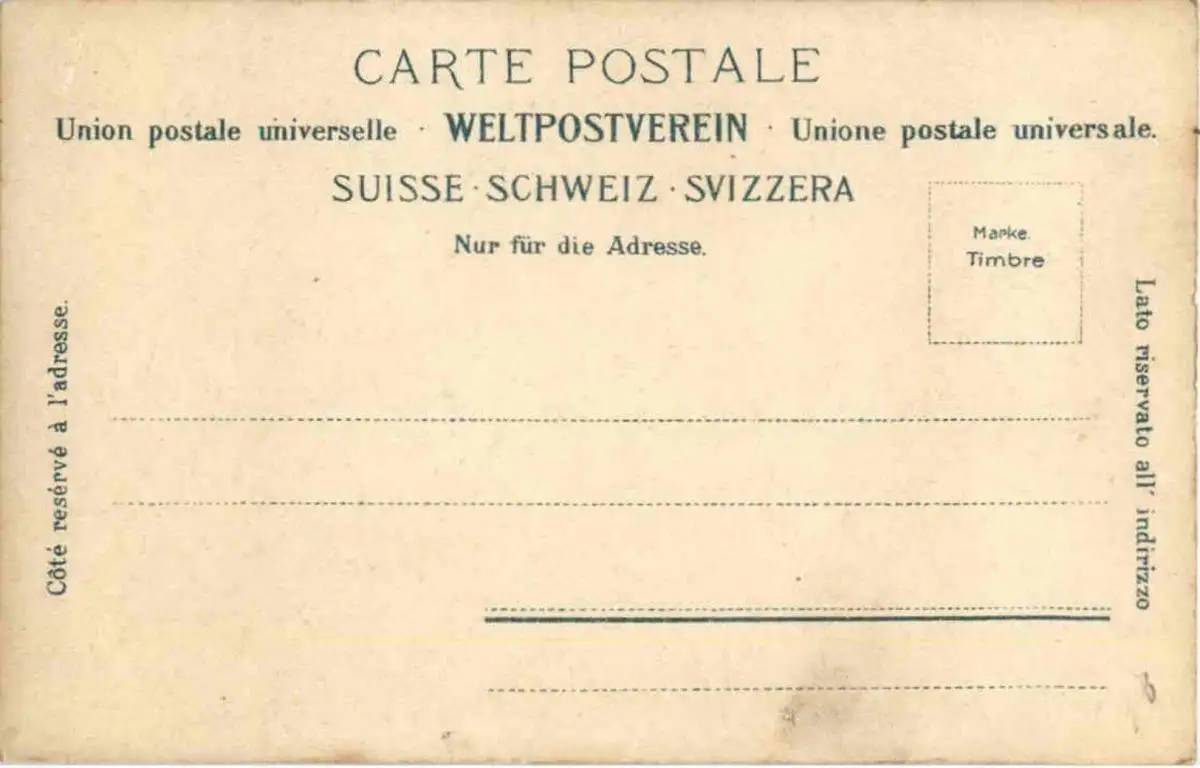 CARTE POSTALE
Union postale universelle · WELTPOSTVEREIN · Unione postale universale.
SUISSE · SCHWEIZ · SVIZZERA
Nur für die Adresse.
Marke.
Timbre
Côté resérvé à l'adresse.
Lato riservato all' indirizzo